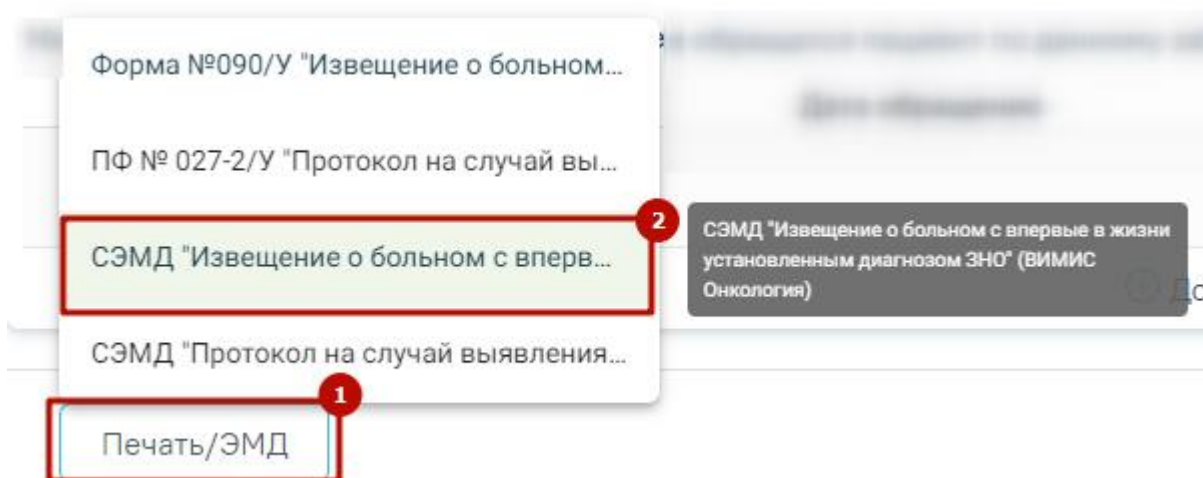 Форма №090/У "Извещение о больном...
ПФ № 027-2/У "Протокол на случай вы...
2
СЭМД "Извещение о больном с вперв...
СЭМД "Извещение о больном с впервые в жизни
установленным диагнозом ЗНО" (ВИМИС
Онкология)
СЭМД "Протокол на случай выявления...
1
Печать/ЭМД